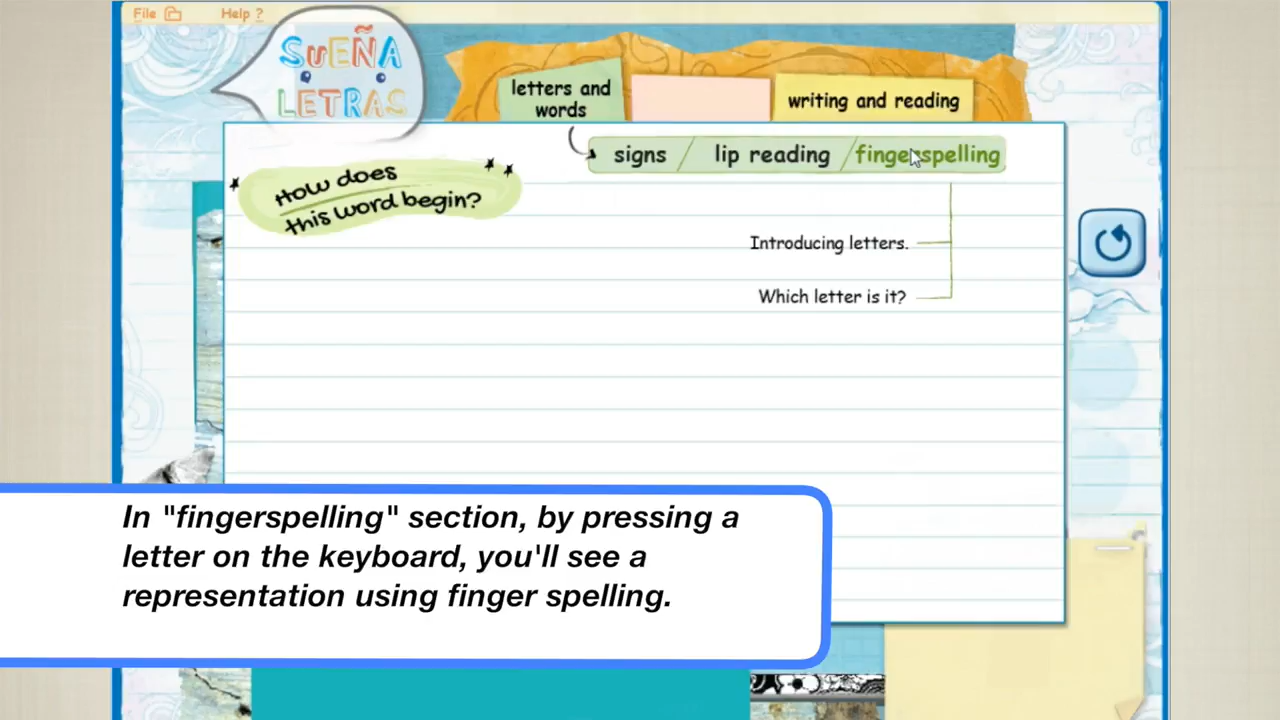 File
Help ?
SUEÑA
LETRAS
letters and
words
writing and reading
signs
lip reading
fingerspelling
How does
this word begin?
Introducing letters.
Which letter is it?
In "fingerspelling" section, by pressing a
letter on the keyboard, you'll see a
representation using finger spelling.